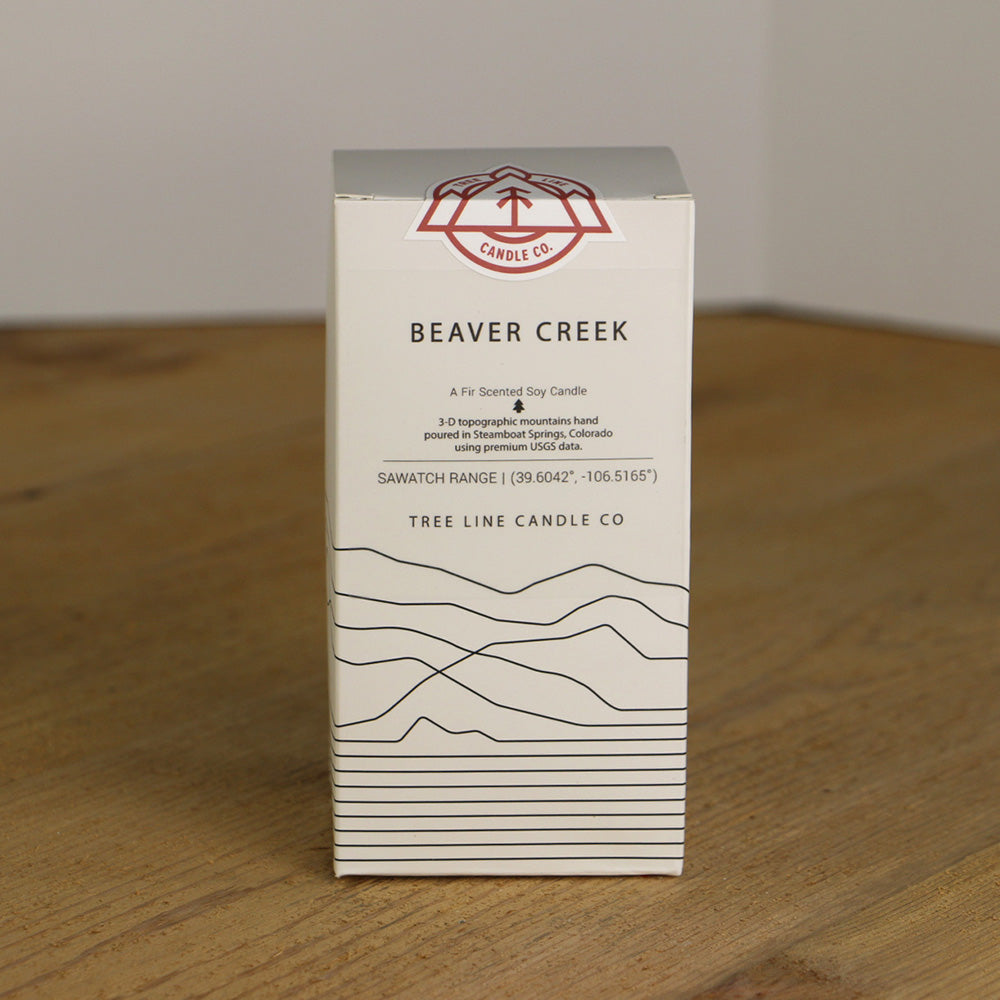 TREE LINE
CANDLE CO.
BEAVER CREEK
A Fir Scented Soy Candle
3-D topographic mountains hand
poured in Steamboat Springs, Colorado
using premium USGS data.
SAWATCH RANGE | (39.6042°, -106.5165°)
TREE LINE CANDLE CO